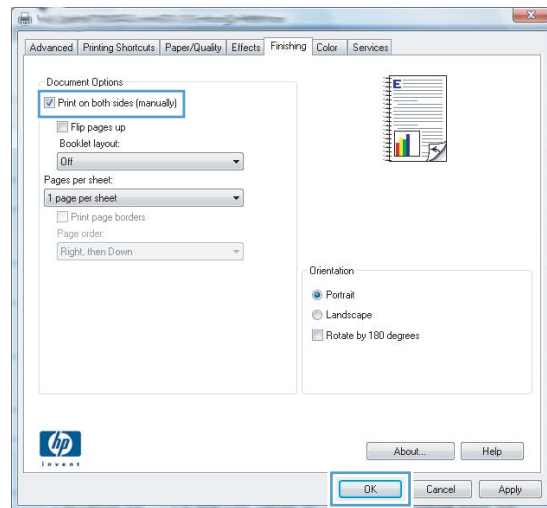 Advanced Printing Shortcuts Paper/Quality Effects Finishing Color Services
Document Options
Print on both sides (manually)
Flip pages up
Booklet layout:
Off
Pages per sheet:
1 page per sheet
Print page borders
Page order:
Right, then Down
E
Orientation
Portrait
Landscape
Rotate by 180 degrees
hp
invent
About... Help
OK Cancel Apply